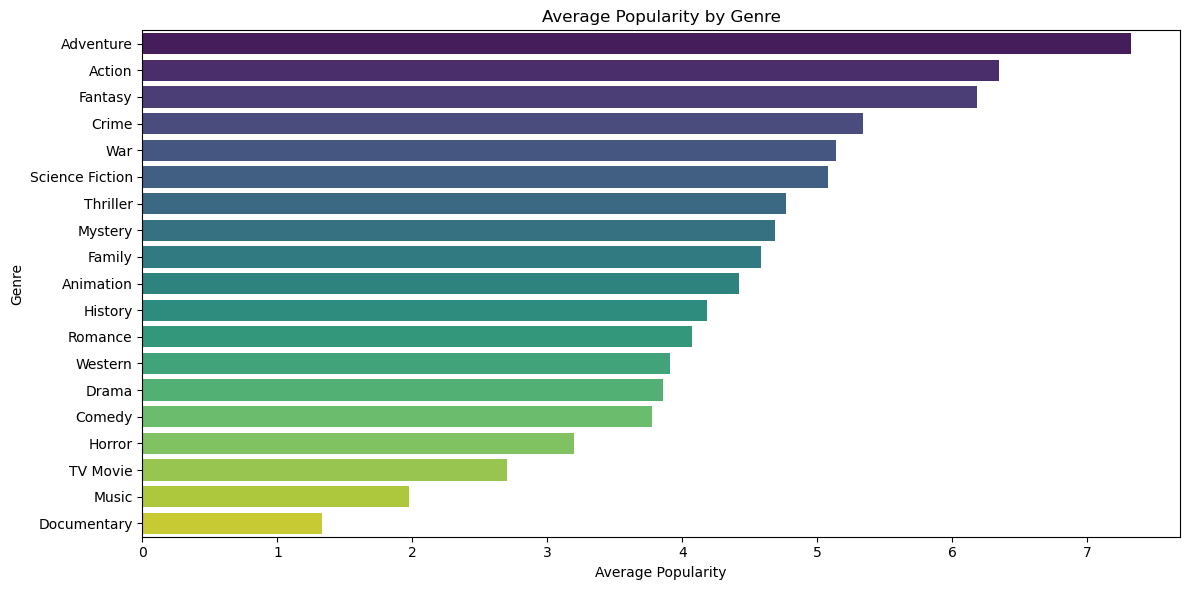 Average Popularity by Genre
Adventure
Action
Fantasy
Crime
War
Science Fiction
Thriller
Mystery
Family
Animation
History
Romance
Western
Drama
Comedy
Horror
TV Movie
Music
Documentary
Genre
0 1 2 3 4 5 6 7
Average Popularity